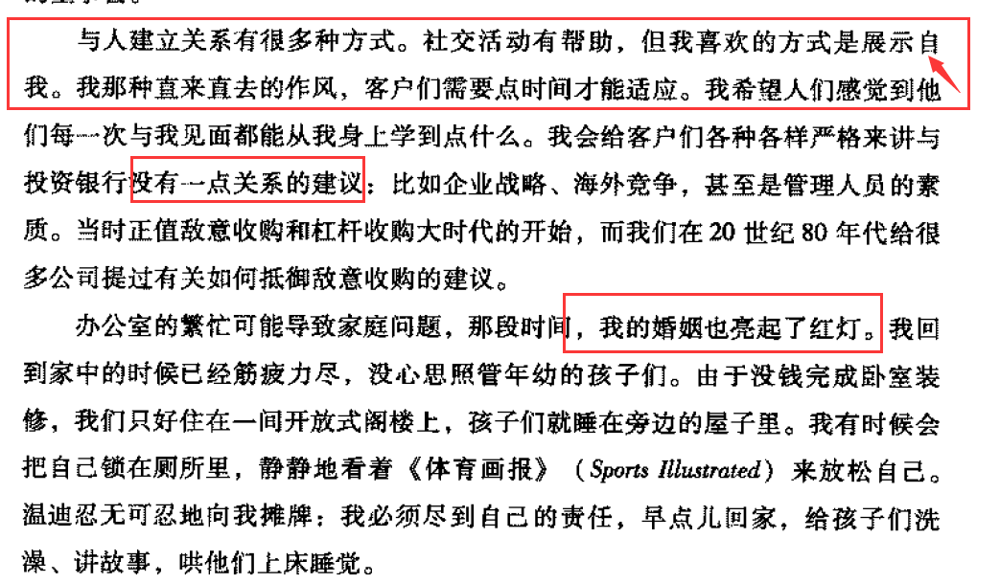 与人建立关系有很多种方式。社交活动有帮助，但我喜欢的方式是展示自
我。我那种直来直去的作风，客户们需要点时间才能适应。我希望人们感觉到他
们每一次与我见面都能从我身上学到点什么。我会给客户们各种各样严格来讲与
投资银行没有一点关系的建议：比如企业战略、海外竞争，甚至是管理人员的素
质。当时正值敌意收购和杠杆收购大时代的开始，而我们在 20 世纪 80 年代给很
多公司提过有关如何抵御敌意收购的建议。
办公室的繁忙可能导致家庭问题，那段时间，我的婚姻也亮起了红灯。我回
到家中的时候已经筋疲力尽，没心思照管年幼的孩子们。由于没钱完成卧室装
修，我们只好住在一间开放式阁楼上，孩子们就睡在旁边的屋子里。我有时候会
把自己锁在厕所里，静静地看着《体育画报》（Sports Illustrated）来放松自己。
温迪忍无可忍地向我摊牌：我必须尽到自己的责任，早点儿回家，给孩子们洗
澡、讲故事，哄他们上床睡觉。